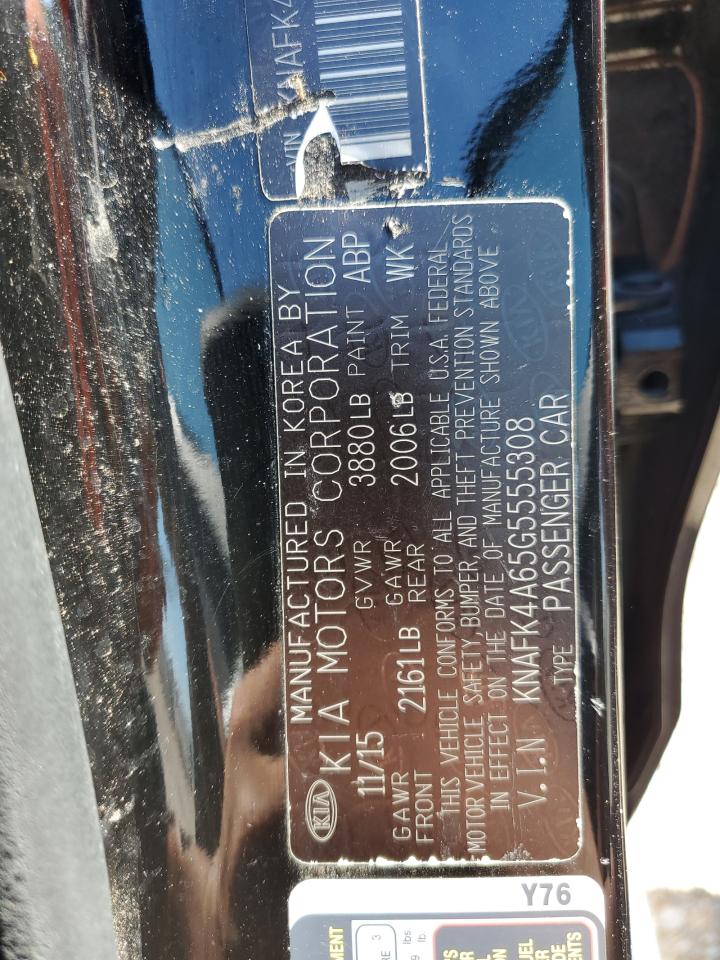 VIN KNAFK4
KIA
MANUFACTURED IN KOREA BY
KIA MOTORS CORPORATION
11/15 GVWR 3880LB PAINT ABP
GAWR FRONT 2161LB GAWR REAR 2006LB TRIM WK
THIS VEHICLE CONFORMS TO ALL APPLICABLE U.S.A. FEDERAL
MOTOR VEHICLE SAFETY, BUMPER AND THEFT PREVENTION STANDARDS
IN EFFECT ON THE DATE OF MANUFACTURE SHOWN ABOVE
V.I.N KNAFK4A65G5555308
TYPE PASSENGER CAR
Y76